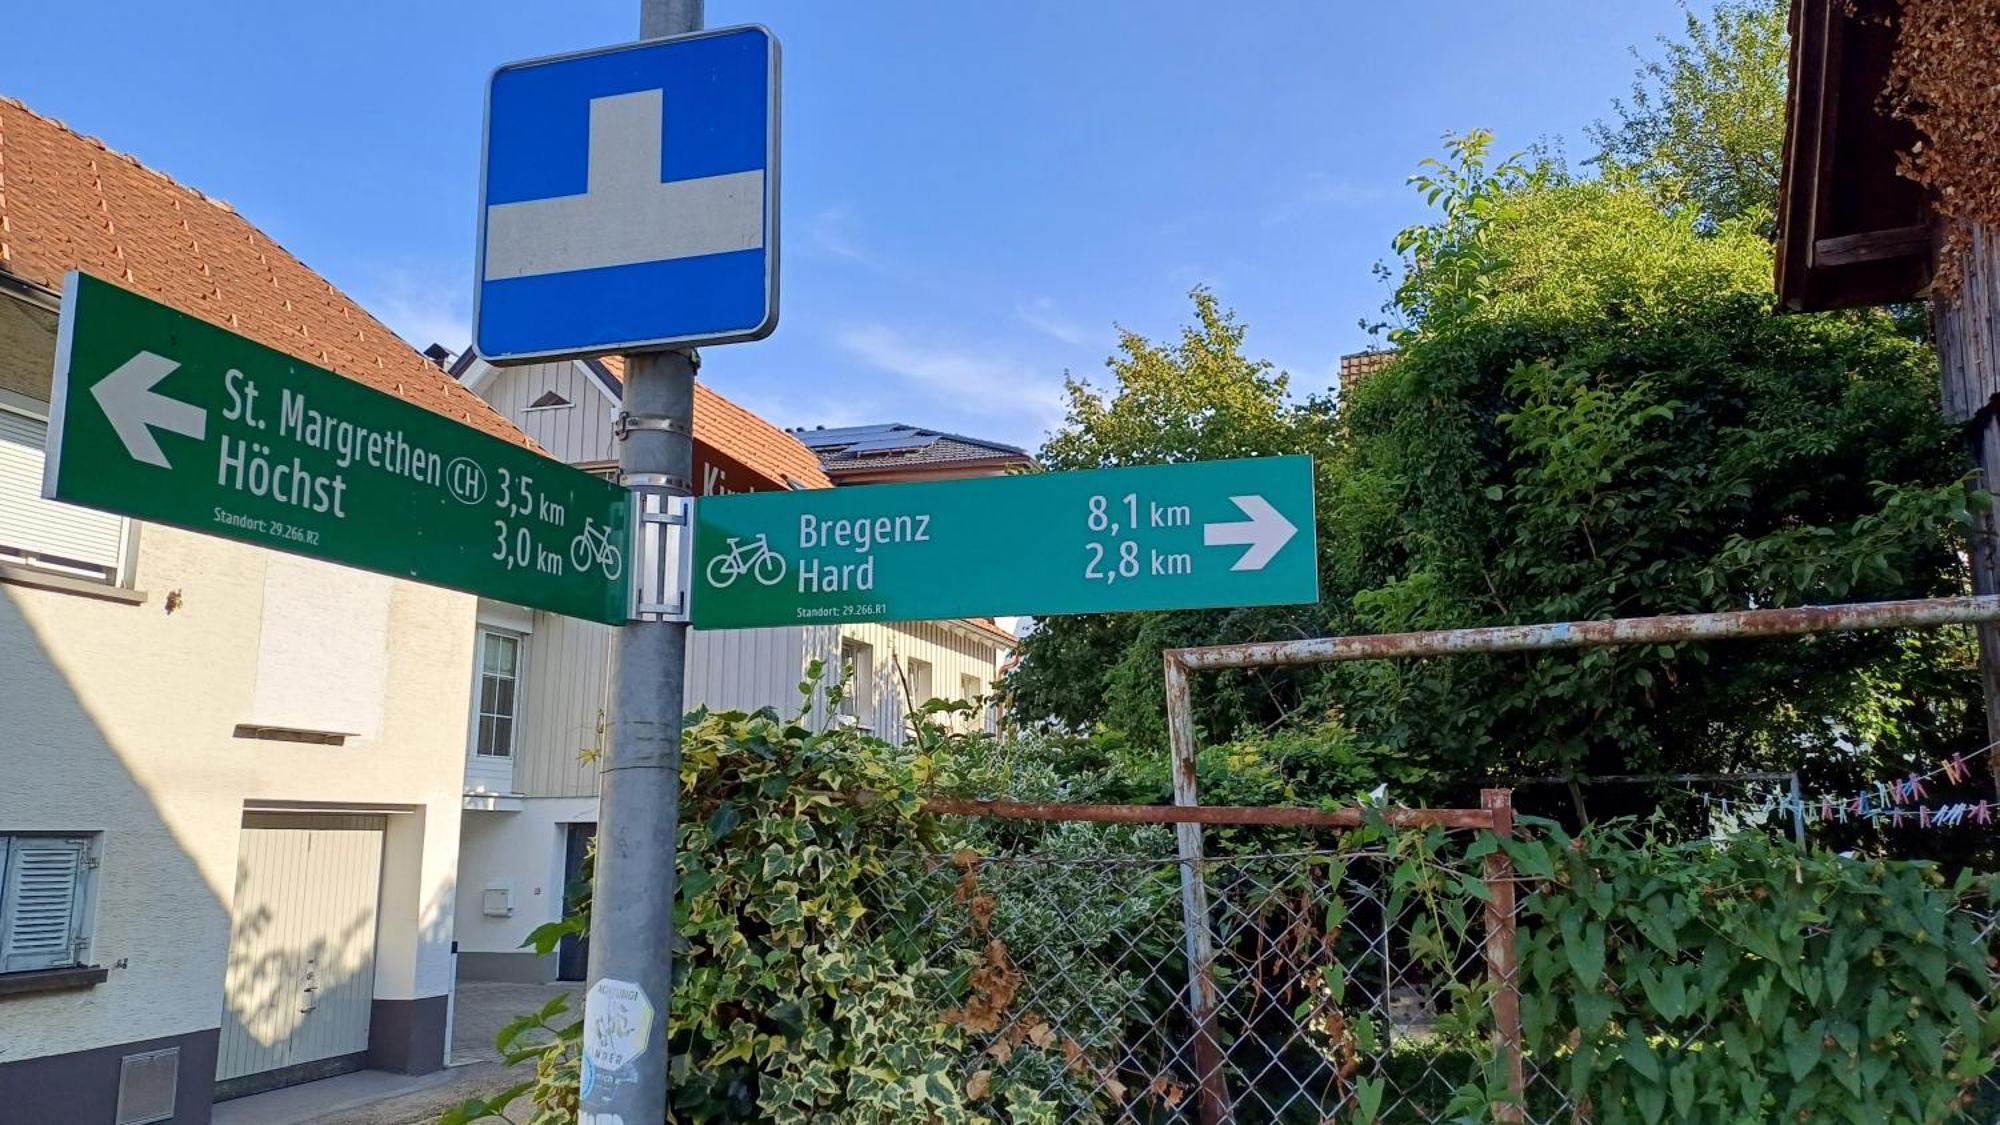 St. Margrethen CH 3,5 km
Höchst 3,0 km
Standort: 29.266.R2
Bregenz 8,1 km
Hard 2,8 km
Standort: 29.266.R1
ACHTUNG!